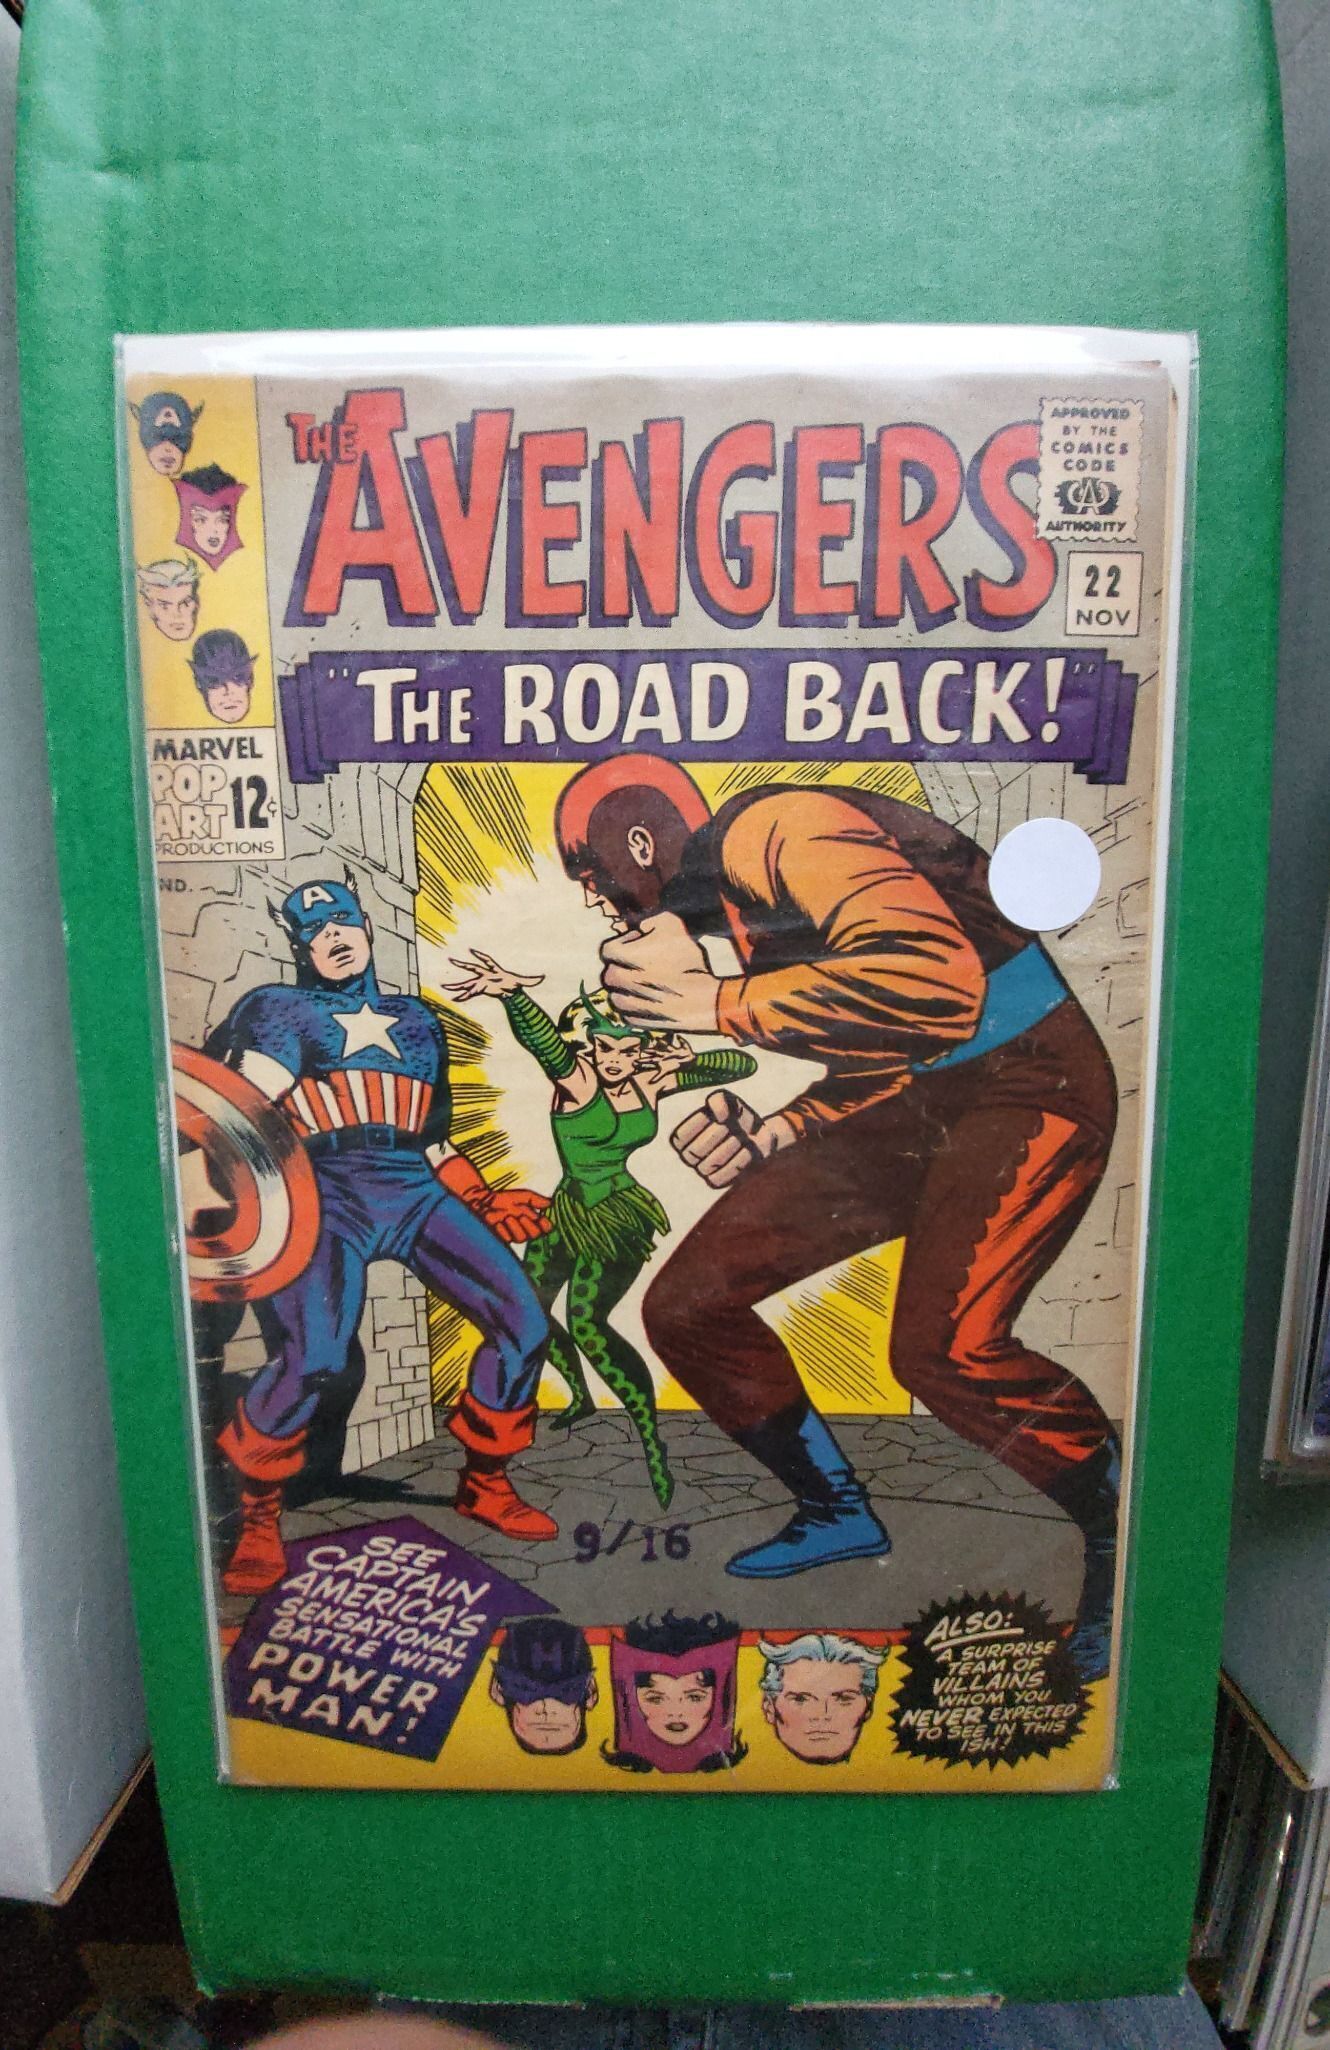 THE AVENGERS
APPROVED
BY THE
COMICS
CODE
CA
AUTHORITY
22
NOV
"THE ROAD BACK!"
A
MARVEL
POP
ART
PRODUCTIONS
12¢
IND.
A
9/16
SEE
CAPTAIN
AMERICA'S
SENSATIONAL
BATTLE WITH
POWER
MAN!
H
ALSO:
A SURPRISE
TEAM OF
VILLAINS
WHOM YOU
NEVER EXPECTED
TO SEE IN THIS
ISH!